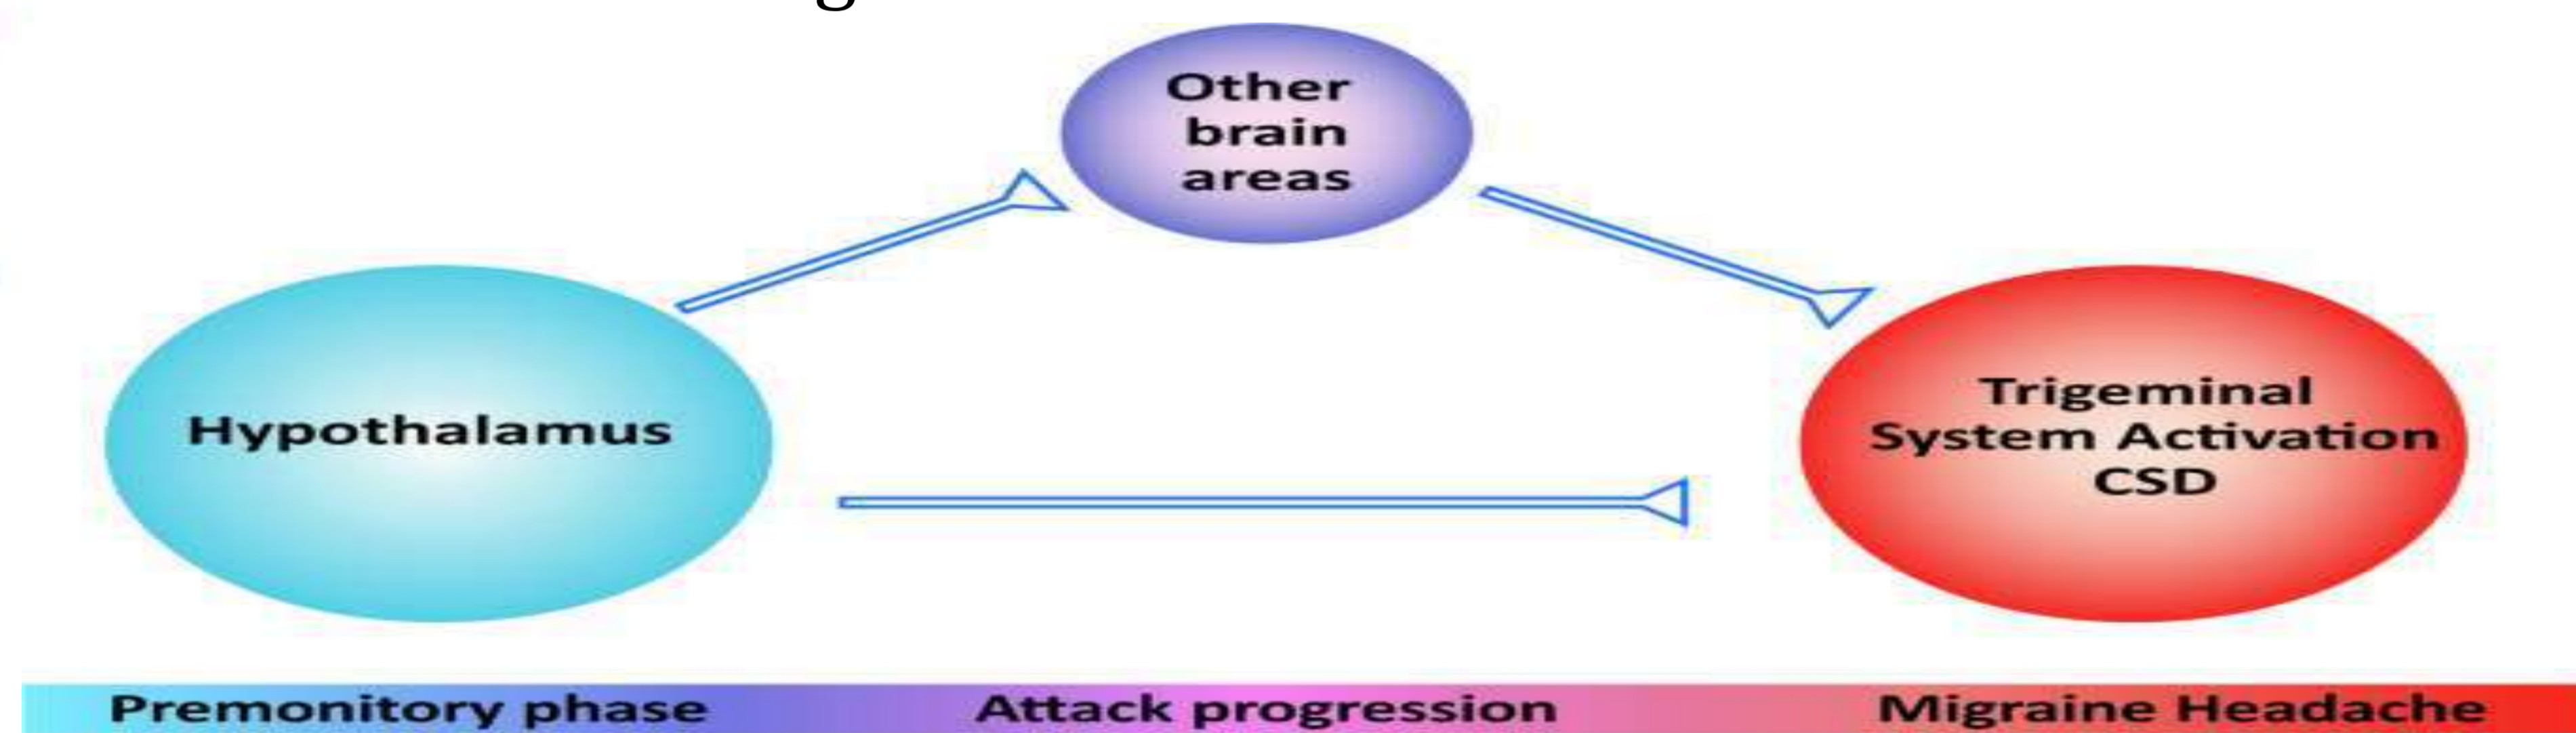 Other
brain
areas
Hypothalamus
Trigeminal
System Activation
CSD
Premonitory phase
Attack progression
Migraine Headache